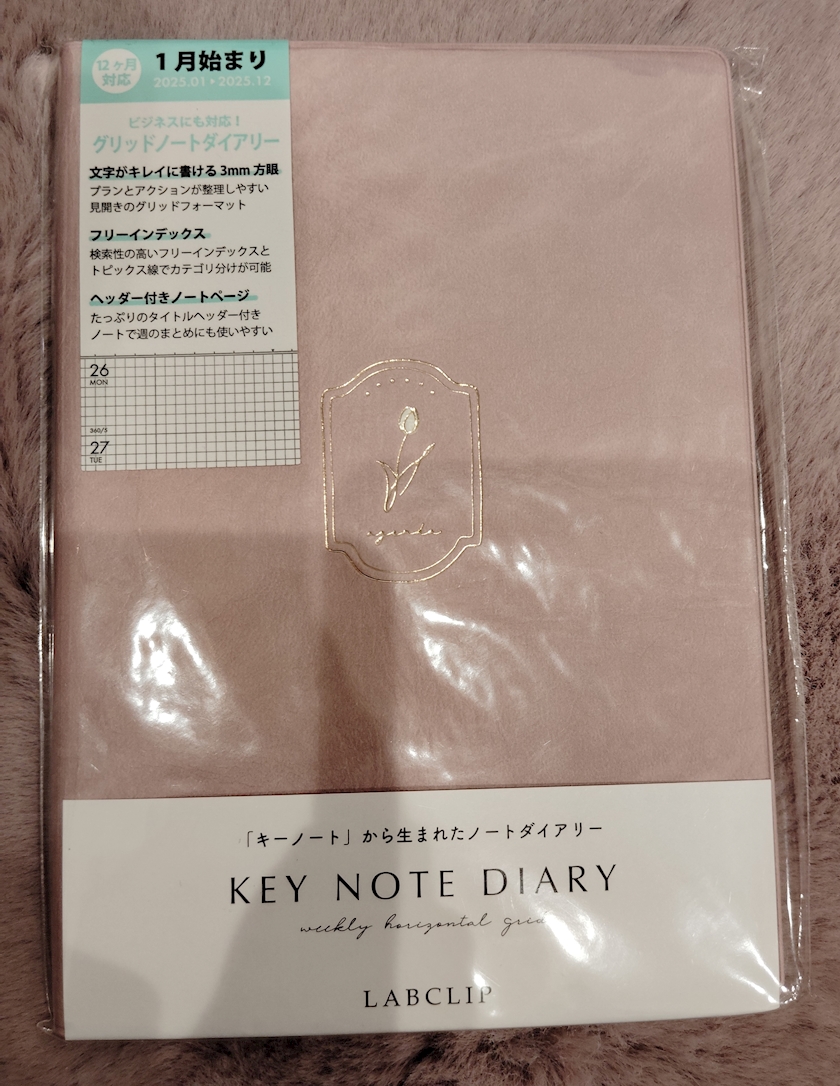 12ヶ月
対応
1月始まり
2025.01▸2025.12
ビジネスにも対応！
グリッドノートダイアリー
文字がキレイに書ける3mm方眼
プランとアクションが整理しやすい
見開きのグリッドフォーマット
フリーインデックス
検索性の高いフリーインデックスと
トピックス線でカテゴリ分けが可能
ヘッダー付きノートページ
たっぷりのタイトルヘッダー付き
ノートで週のまとめにも使いやすい
26
MON
360/5
27
TUE
「キーノート」から生まれたノートダイアリー
KEY NOTE DIARY
weekly horizontal grid
LABCLIP